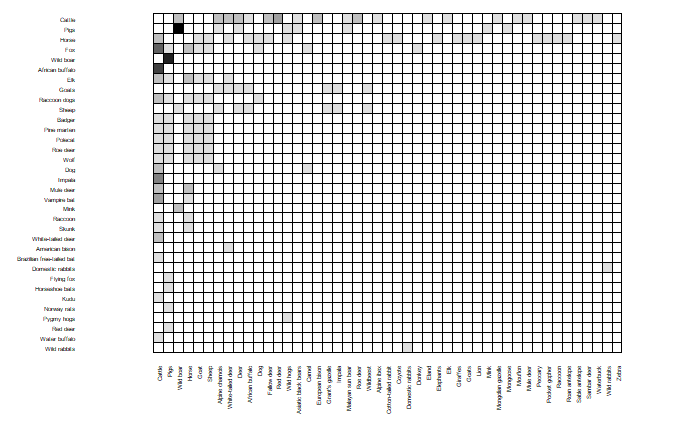 Cattle
Pigs
Horse
Fox
Wild boar
African buffalo
Elk
Goats
Raccoon dogs
Sheep
Badger
Pine marten
Polecat
Roe deer
Wolf
Dog
Impala
Mule deer
Vampire bat
Mink
Raccoon
Skunk
White-tailed deer
American bison
Brazilian free-tailed bat
Domestic rabbits
Flying fox
Horseshoe bats
Kudu
Norway rats
Pygmy hogs
Red deer
Water buffalo
Wild rabbits
Cattle
Pigs
Wild boar
Horse
Goat
Sheep
Alpine chamois
White-tailed deer
Deer
African buffalo
Dog
Fallow deer
Red deer
Wild hogs
Asiatic black bears
Camel
European bison
Grant's gazelle
Impala
Malayan sun bear
Roe deer
Wildbeest
Alpine ibex
Cotton-tailed rabbit
Coyote
Domestic rabbits
Donkey
Eland
Elephants
Elk
Giraffes
Goats
Lion
Mink
Mongolian gazelle
Mongoose
Mouflon
Mule deer
Peccary
Pocket gopher
Raccoon
Roan antelope
Sable antelope
Sambar deer
Waterbuck
Wild rabbits
Zebra